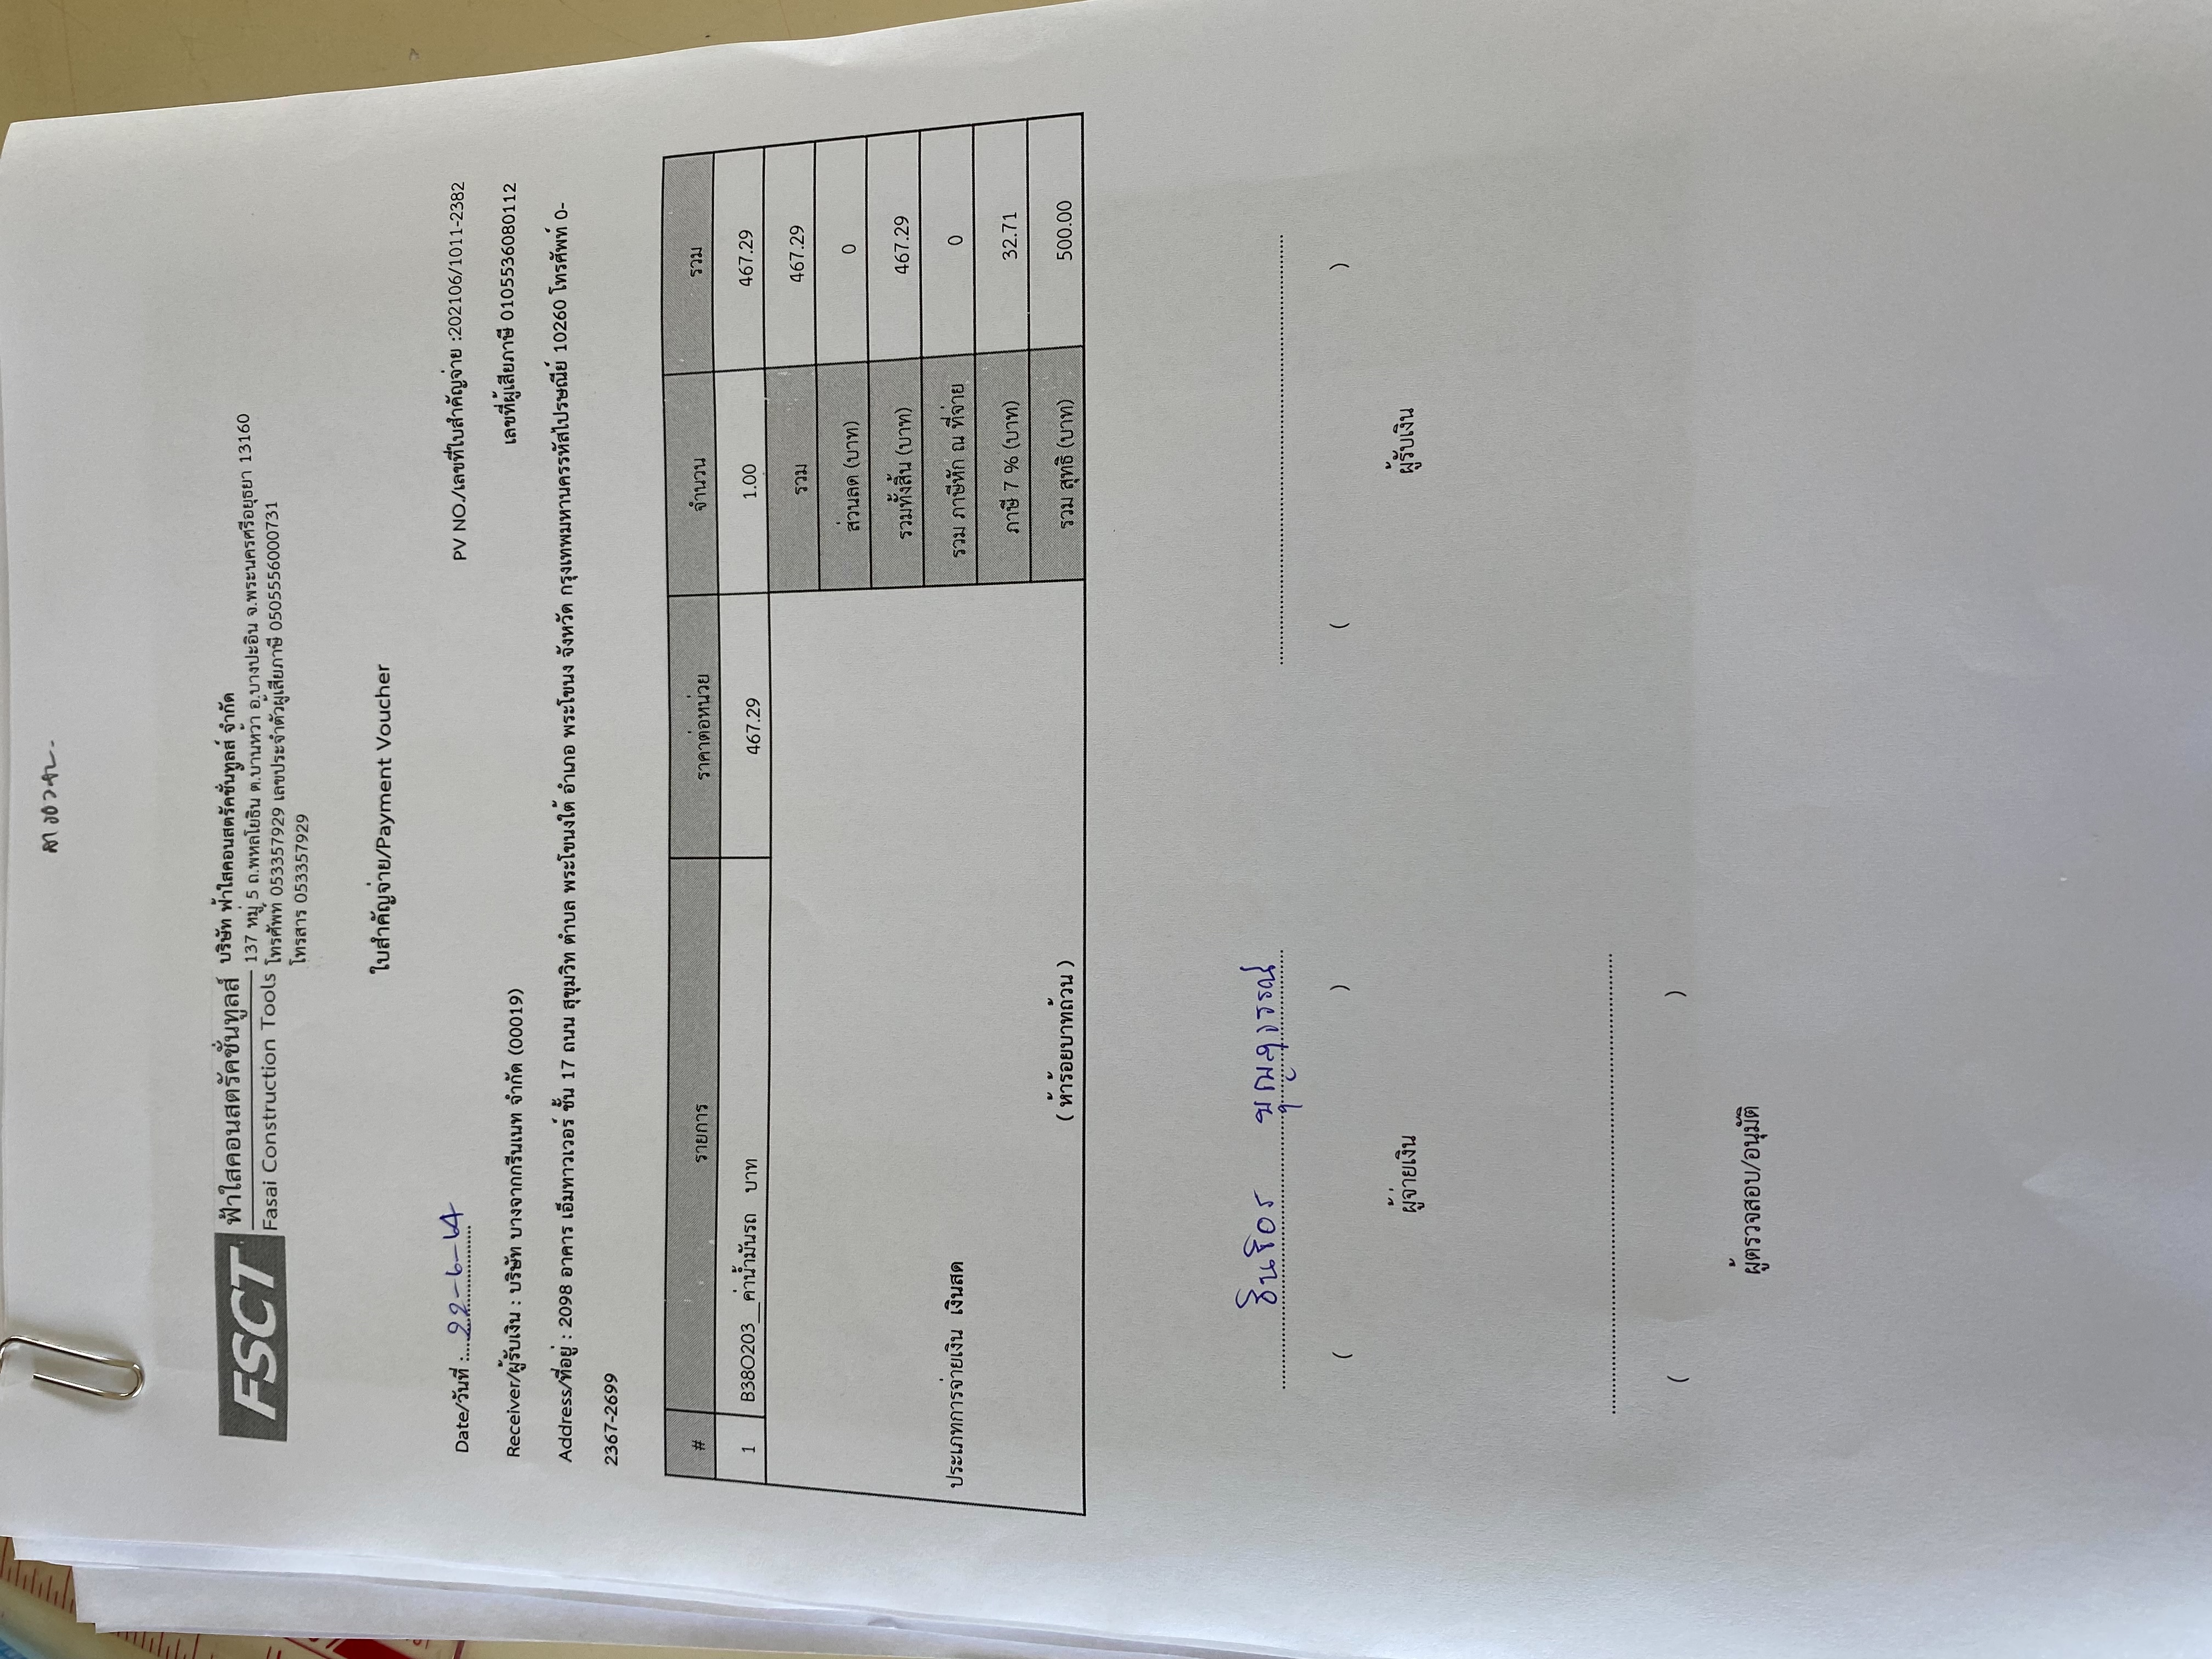 FSCT
ฟ้าใสคอนสตรัคชั่นทูลส์
Fasai Construction Tools
บริษัท ฟ้าใสคอนสตรัคชั่นทูลส์ จำกัด
137 หมู่ 5 ถ.พหลโยธิน ต.บ้านหว้า อ.บางปะอิน จ.พระนครศรีอยุธยา 13160
โทรศัพท์ 053357929 เลขประจำตัวผู้เสียภาษี 0505556000731
โทรสาร 053357929
ใบสำคัญจ่าย/Payment Voucher
Date/วันที่ :....22-6-64 PV NO./เลขที่ใบสำคัญจ่าย :202106/1011-2382
Receiver/ผู้รับเงิน : บริษัท บางจากกรีนเนท จำกัด (00019) เลขที่ผู้เสียภาษี 0105536080112
Address/ที่อยู่ : 2098 อาคาร เอ็มทาวเวอร์ ชั้น 17 ถนน สุขุมวิท ตำบล พระโขนงใต้ อำเภอ พระโขนง จังหวัด กรุงเทพมหานครรหัสไปรษณีย์ 10260 โทรศัพท์ 0-
2367-2699
# รายการ ราคาต่อหน่วย จำนวน รวม
1 B38O203__ค่าน้ำมันรถ บาท 467.29 1.00 467.29
รวม 467.29
ส่วนลด (บาท) 0
รวมทั้งสิ้น (บาท) 467.29
ประเภทการจ่ายเงิน เงินสด รวม ภาษีหัก ณ ที่จ่าย 0
ภาษี 7 % (บาท) 32.71
( ห้าร้อยบาทถ้วน ) รวม สุทธิ (บาท) 500.00
( ) ( )
ผู้จ่ายเงิน ผู้รับเงิน
( )
ผู้ตรวจสอบ/อนุมัติ